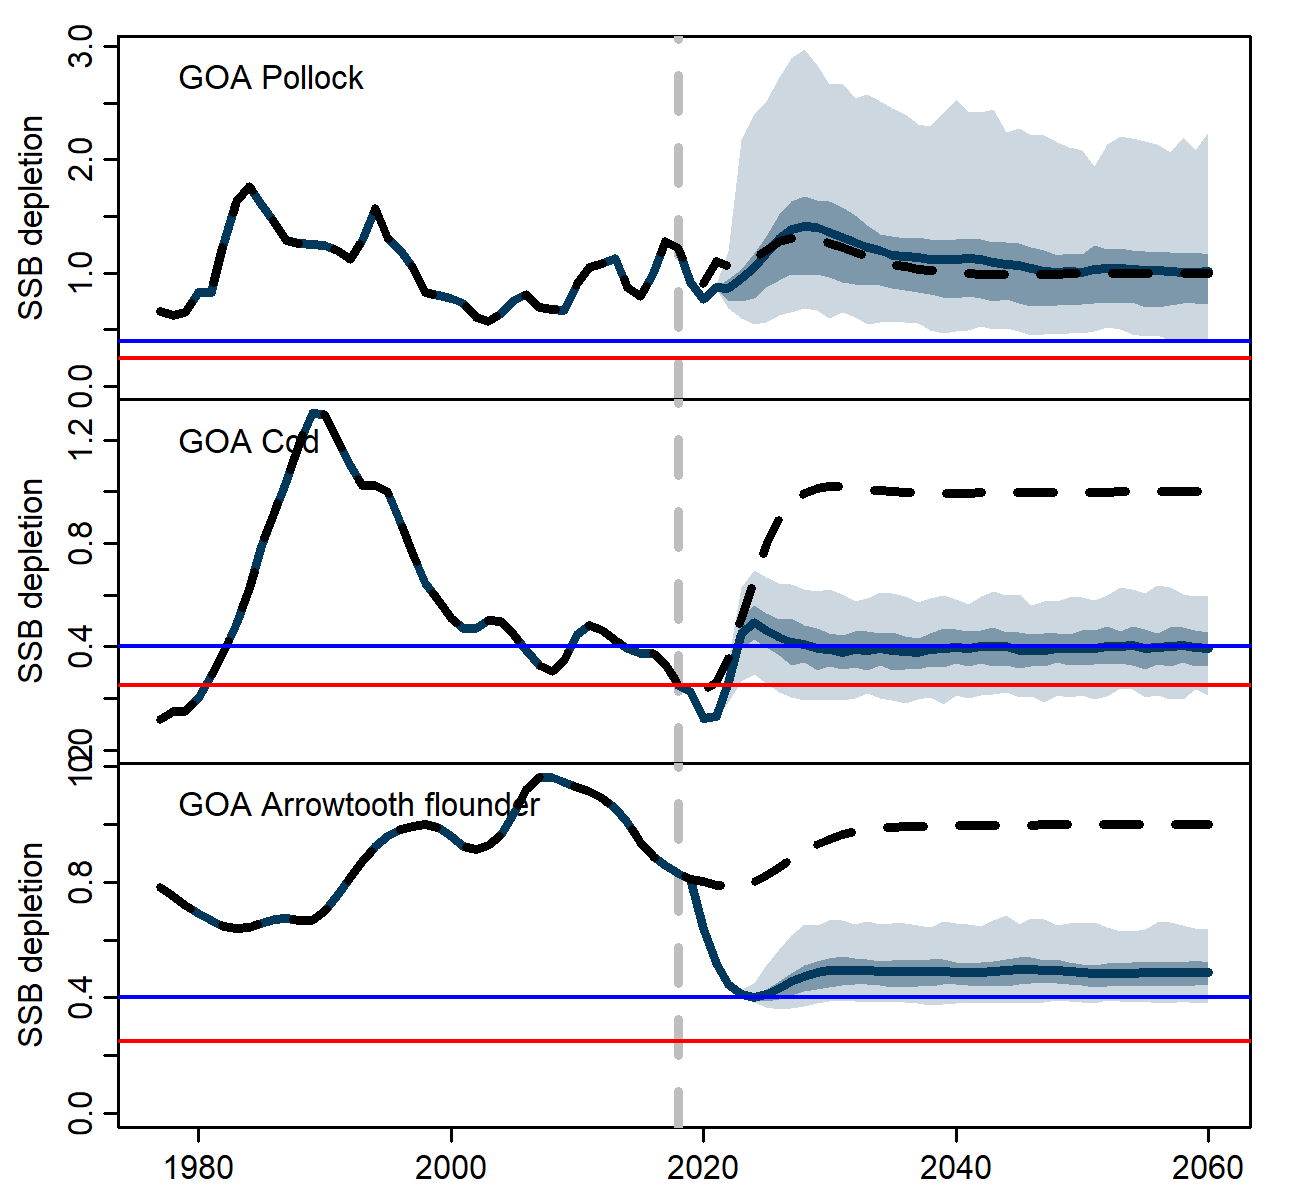 GOA Pollock
SSB depletion
3.0
2.0
1.0
0.0
GOA Cod
SSB depletion
1.2
0.8
0.4
GOA Arrowtooth flounder
SSB depletion
0.8
0.4
0.0
1980 2000 2020 2040 2060